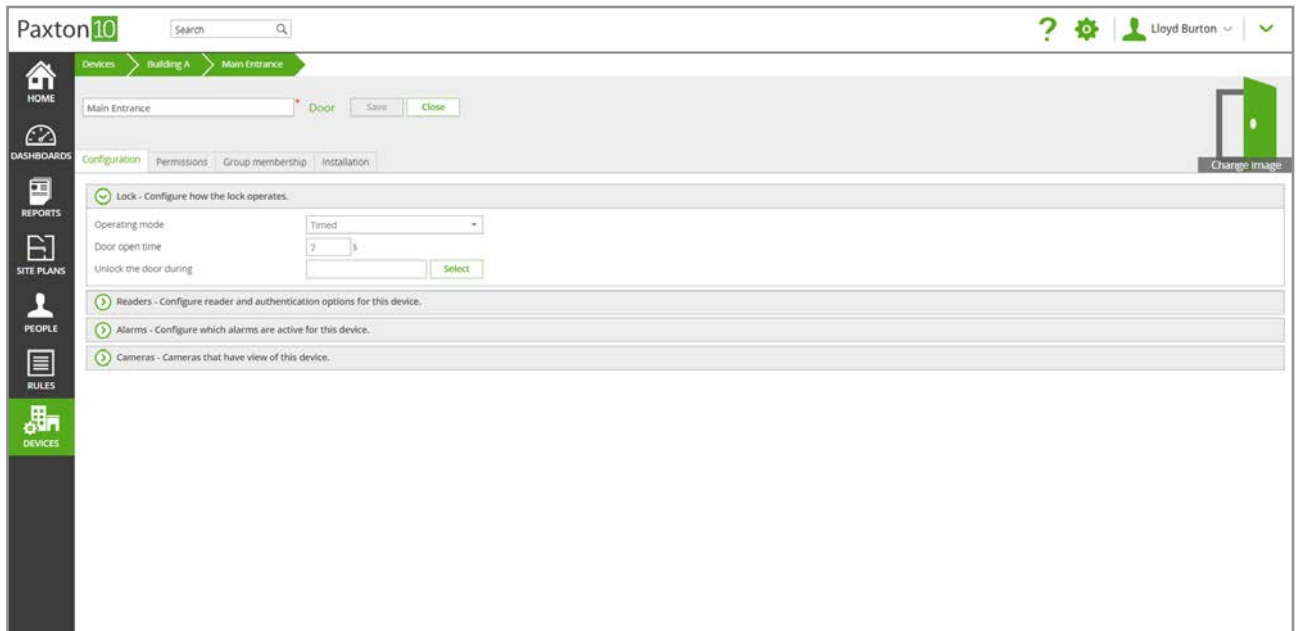 Paxton10 Search ? Lloyd Burton
HOME
DASHBOARDS
REPORTS
SITE PLANS
PEOPLE
RULES
DEVICES
Devices Building A Main Entrance
Main Entrance * Door Save Close
Change image
Configuration Permissions Group membership Installation
Lock - Configure how the lock operates.
Operating mode Timed
Door open time 7 s
Unlock the door during Select
Readers - Configure reader and authentication options for this device.
Alarms - Configure which alarms are active for this device.
Cameras - Cameras that have view of this device.